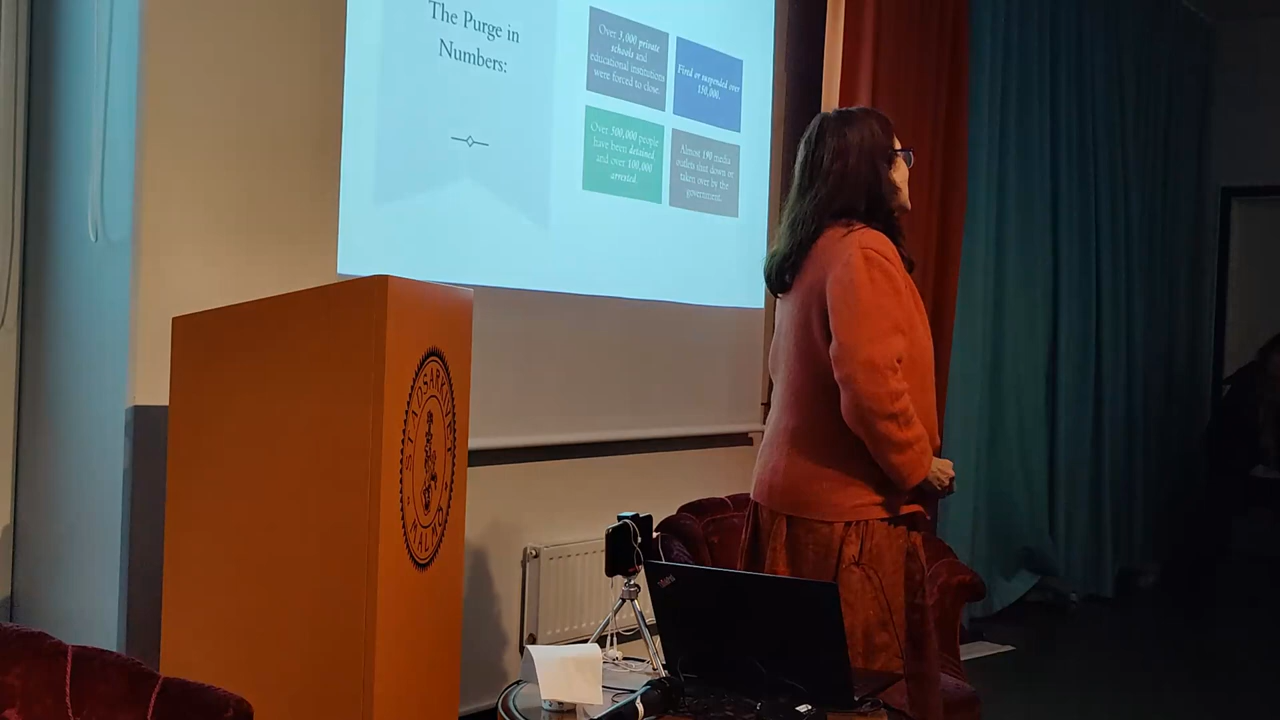 The Purge in
Numbers:
Over 3,000 private
schools and
educational institutions
were forced to close.
Fired or suspended over
150,000.
Over 500,000 people
have been detained
and over 100,000
arrested.
Almost 190 media
outlets shut down or
taken over by the
government.
STADSARKIVET
MALMÖ